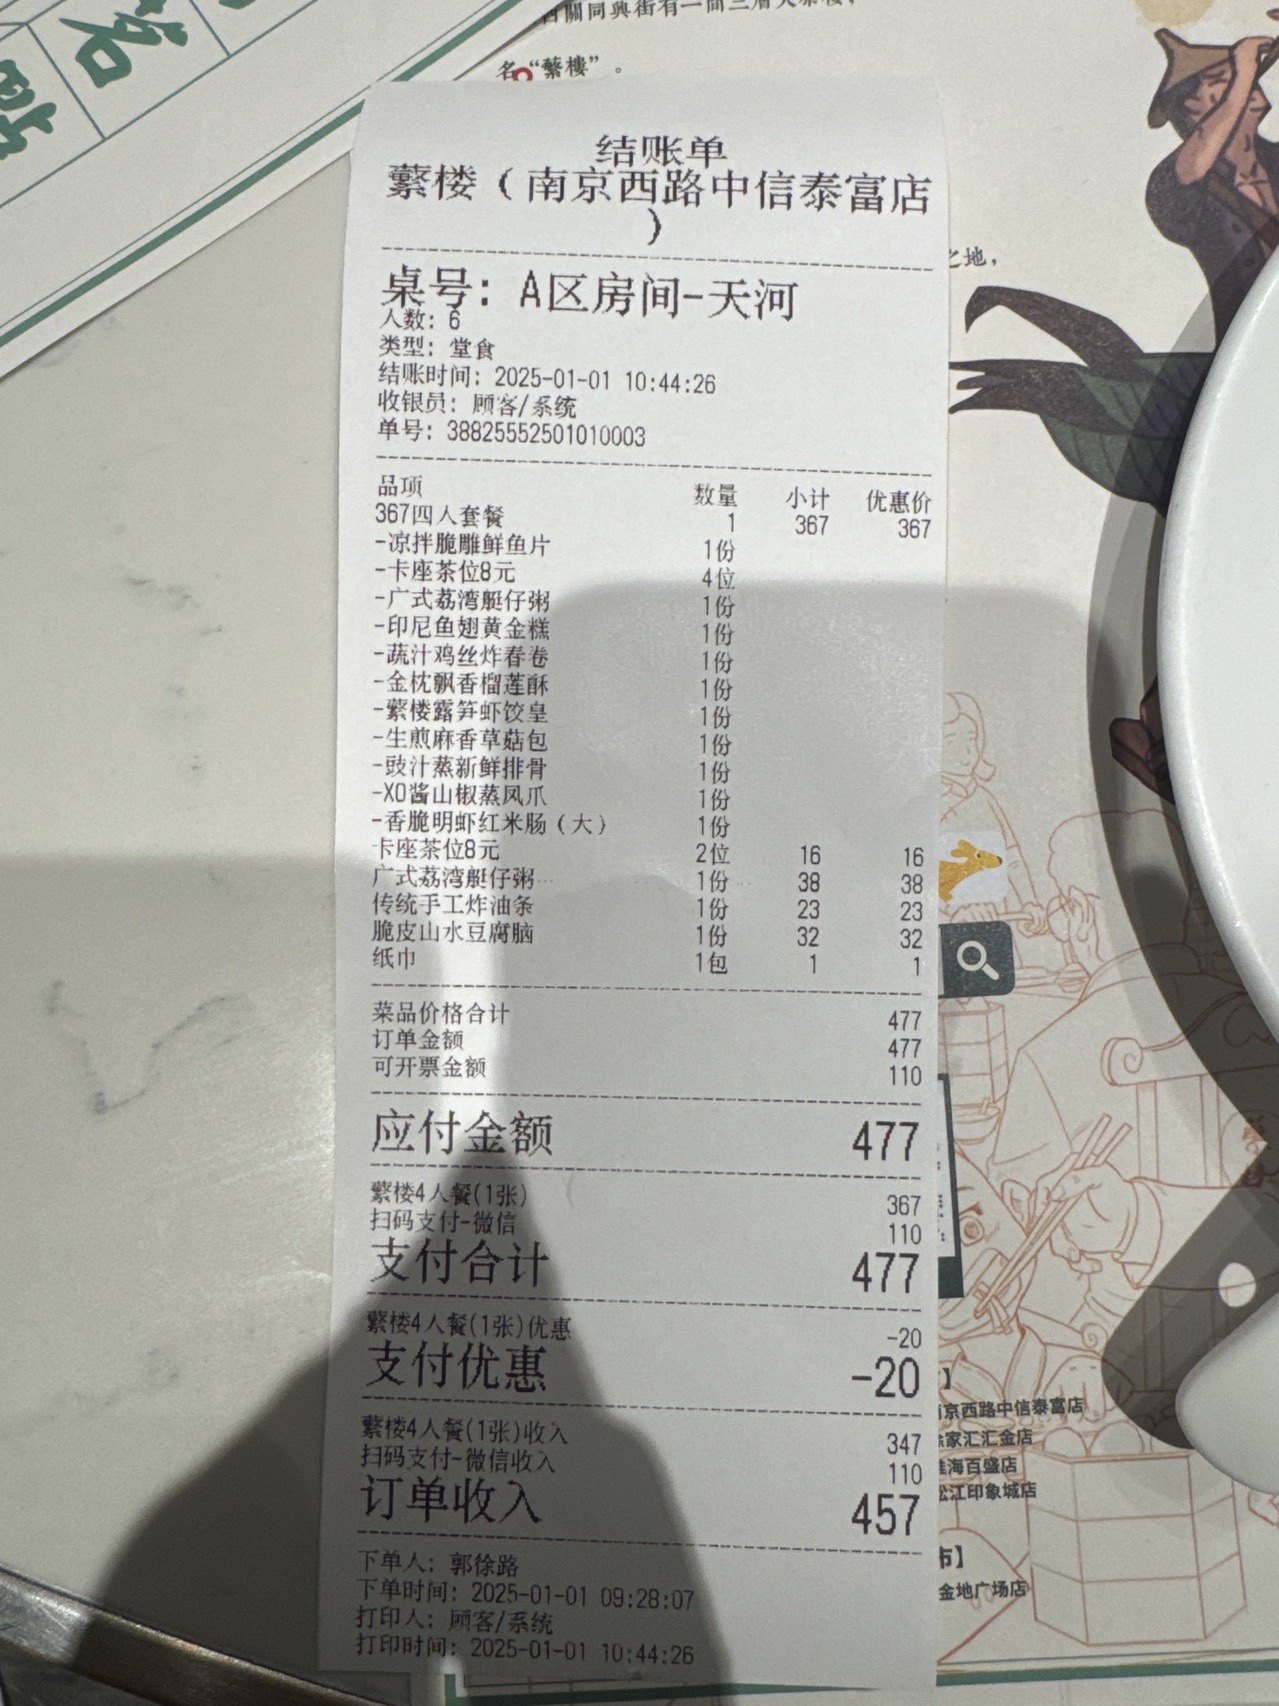 名
點
西關同興街有一間三層大茶樓，
名“蘩樓”。
之地，
结账单
蘩楼（南京西路中信泰富店
）
桌号：A区房间-天河
人数：6
类型：堂食
结账时间：2025-01-01 10:44:26
收银员：顾客/系统
单号：38825552501010003
品项 数量 小计 优惠价
367四人套餐 1 367 367
-凉拌脆雕鲜鱼片 1份
-卡座茶位8元 4位
-广式荔湾艇仔粥 1份
-印尼鱼翅黄金糕 1份
-蔬汁鸡丝炸春卷 1份
-金枕飘香榴莲酥 1份
-蘩楼露笋虾饺皇 1份
-生煎麻香草菇包 1份
-豉汁蒸新鲜排骨 1份
-XO酱山椒蒸凤爪 1份
-香脆明虾红米肠（大） 1份
卡座茶位8元 2位 16 16
广式荔湾艇仔粥 1份 38 38
传统手工炸油条 1份 23 23
脆皮山水豆腐脑 1份 32 32
纸巾 1包 1 1
菜品价格合计 477
订单金额 477
可开票金额 110
应付金额 477
蘩楼4人餐(1张) 367
扫码支付-微信 110
支付合计 477
蘩楼4人餐(1张)优惠 -20
支付优惠 -20
蘩楼4人餐(1张)收入 347
扫码支付-微信收入 110
订单收入 457
下单人：郭徐路
下单时间：2025-01-01 09:28:07
打印人：顾客/系统
打印时间：2025-01-01 10:44:26
】
南京西路中信泰富店
徐家汇汇金店
淮海百盛店
松江印象城店
市】
金地广场店